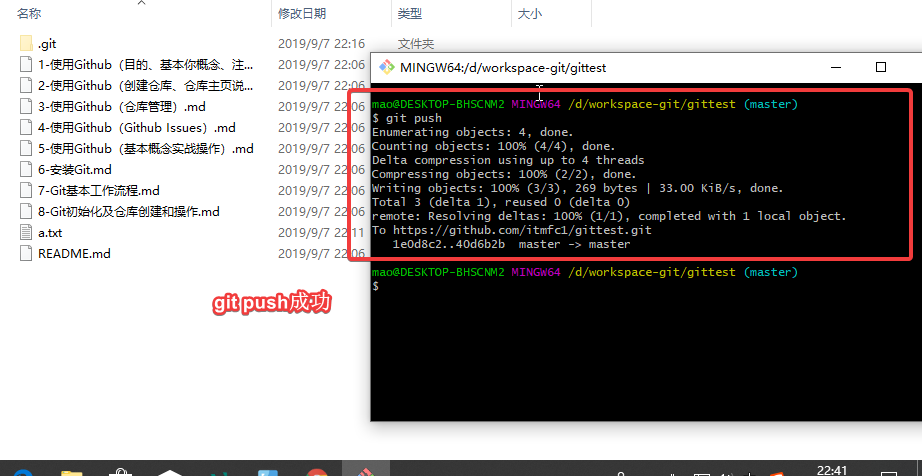 名称 修改日期 类型 大小
.git 2019/9/7 22:16 文件夹
1-使用Github（目的、基本你概念、注... 2019/9/7 22:06
2-使用Github（创建仓库、仓库主页说... 2019/9/7 22:06
3-使用Github（仓库管理）.md 2019/9/7 22:06
4-使用Github（Github Issues）.md 2019/9/7 22:06
5-使用Github（基本概念实战操作）.md 2019/9/7 22:06
6-安装Git.md 2019/9/7 22:06
7-Git基本工作流程.md 2019/9/7 22:06
8-Git初始化及仓库创建和操作.md 2019/9/7 22:06
a.txt 2019/9/7 22:11
README.md 2019/9/7 22:06
git push成功
MINGW64:/d/workspace-git/gittest
mao@DESKTOP-BHSCNM2 MINGW64 /d/workspace-git/gittest (master)
$ git push
Enumerating objects: 4, done.
Counting objects: 100% (4/4), done.
Delta compression using up to 4 threads
Compressing objects: 100% (2/2), done.
Writing objects: 100% (3/3), 269 bytes | 33.00 KiB/s, done.
Total 3 (delta 1), reused 0 (delta 0)
remote: Resolving deltas: 100% (1/1), completed with 1 local object.
To https://github.com/itmfc1/gittest.git
1e0d8c2..40d6b2b master -> master
mao@DESKTOP-BHSCNM2 MINGW64 /d/workspace-git/gittest (master)
$
22:41